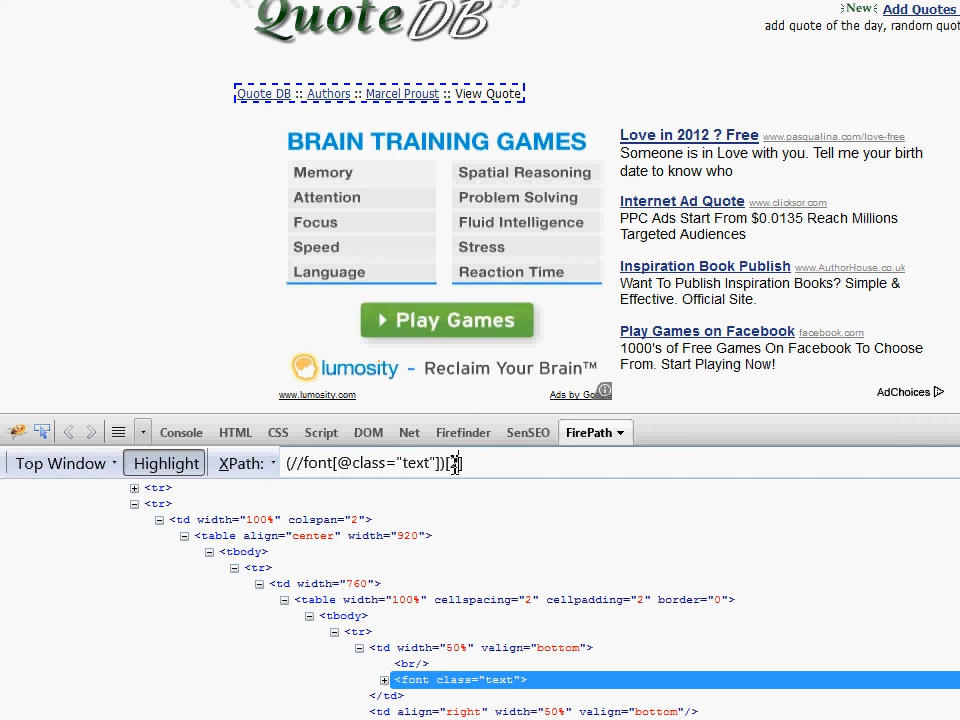 Quote DB
New Add Quotes
add quote of the day, random quot
Quote DB :: Authors :: Marcel Proust :: View Quote
BRAIN TRAINING GAMES
Memory
Spatial Reasoning
Attention
Problem Solving
Focus
Fluid Intelligence
Speed
Stress
Language
Reaction Time
Play Games
lumosity - Reclaim Your Brain™
www.lumosity.com
Ads by Go
Love in 2012 ? Free www.pasqualina.com/love-free
Someone is in Love with you. Tell me your birth
date to know who
Internet Ad Quote www.clicksor.com
PPC Ads Start From $0.0135 Reach Millions
Targeted Audiences
Inspiration Book Publish www.AuthorHouse.co.uk
Want To Publish Inspiration Books? Simple &
Effective. Official Site.
Play Games on Facebook facebook.com
1000's of Free Games On Facebook To Choose
From. Start Playing Now!
AdChoices
Console HTML CSS Script DOM Net Firefinder SenSEO FirePath
Top Window Highlight XPath: (//font[@class="text"])[
<tr>
<tr>
<td width="100%" colspan="2">
<table align="center" width="920">
<tbody>
<tr>
<td width="760">
<table width="100%" cellspacing="2" cellpadding="2" border="0">
<tbody>
<tr>
<td width="50%" valign="bottom">
<br/>
<font class="text">
</td>
<td align="right" width="50%" valign="bottom"/>